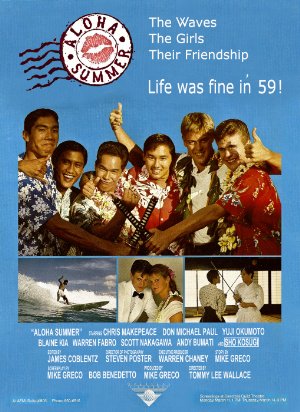 ALOHA
SUMMER
The Waves
The Girls
Their Friendship
Life was fine in 59!
"ALOHA SUMMER" STARRING CHRIS MAKEPEACE DON MICHAEL PAUL YUJI OKUMOTO
BLAINE KIA WARREN FABRO SCOTT NAKAGAWA ANDY BUMATI AND SHO KOSUGI
EDITED BY JAMES COBLENTZ DIRECTOR OF PHOTOGRAPHY STEVEN POSTER EXECUTIVE PRODUCER WARREN CHANEY STORY BY MIKE GRECO
SCREENPLAY BY MIKE GRECO BOB BENEDETTO PRODUCED BY MIKE GRECO DIRECTED BY TOMMY LEE WALLACE